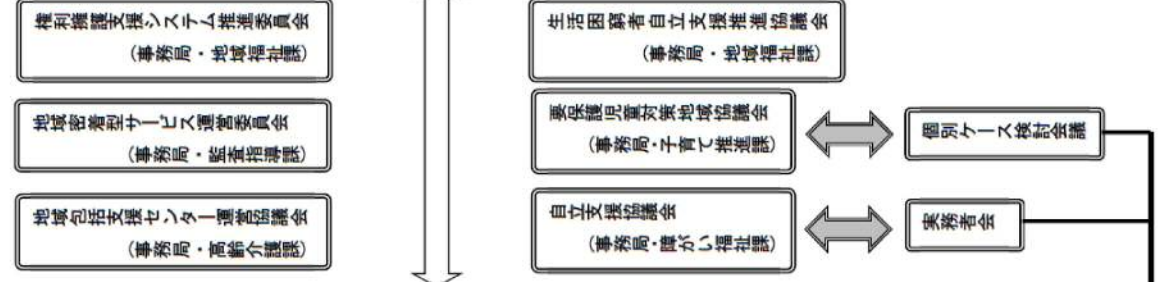 権利擁護支援システム推進委員会
(事務局・地域福祉課)
地域密着型サービス運営委員会
(事務局・監査指導課)
地域包括支援センター運営協議会
(事務局・高齢介護課)
生活困窮者自立支援推進協議会
(事務局・地域福祉課)
要保護児童対策地域協議会
(事務局・子育て推進課)
個別ケース検討会議
自立支援協議会
(事務局・障がい福祉課)
実務者会